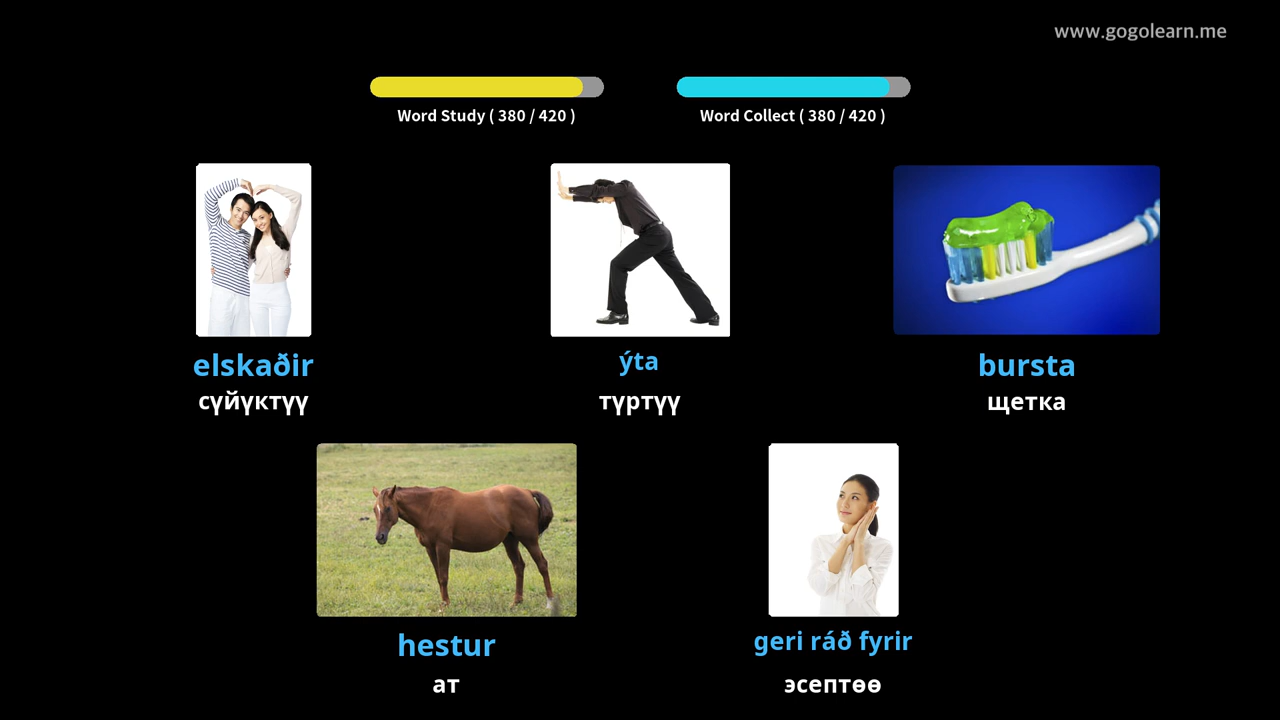 www.gogolearn.me
Word Study ( 380 / 420 )
Word Collect ( 380 / 420 )
elskaðir
сүйүктүү
ýta
түртүү
bursta
щетка
hestur
ат
geri ráð fyrir
эсептөө